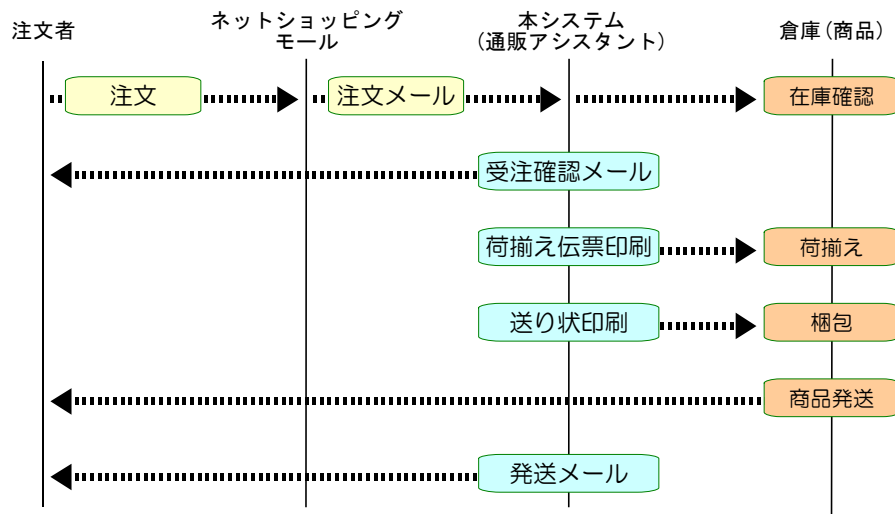 注文者
ネットショッピング
モール
本システム
(通販アシスタント)
倉庫(商品)
注文
注文メール
在庫確認
受注確認メール
荷揃え伝票印刷
荷揃え
送り状印刷
梱包
商品発送
発送メール